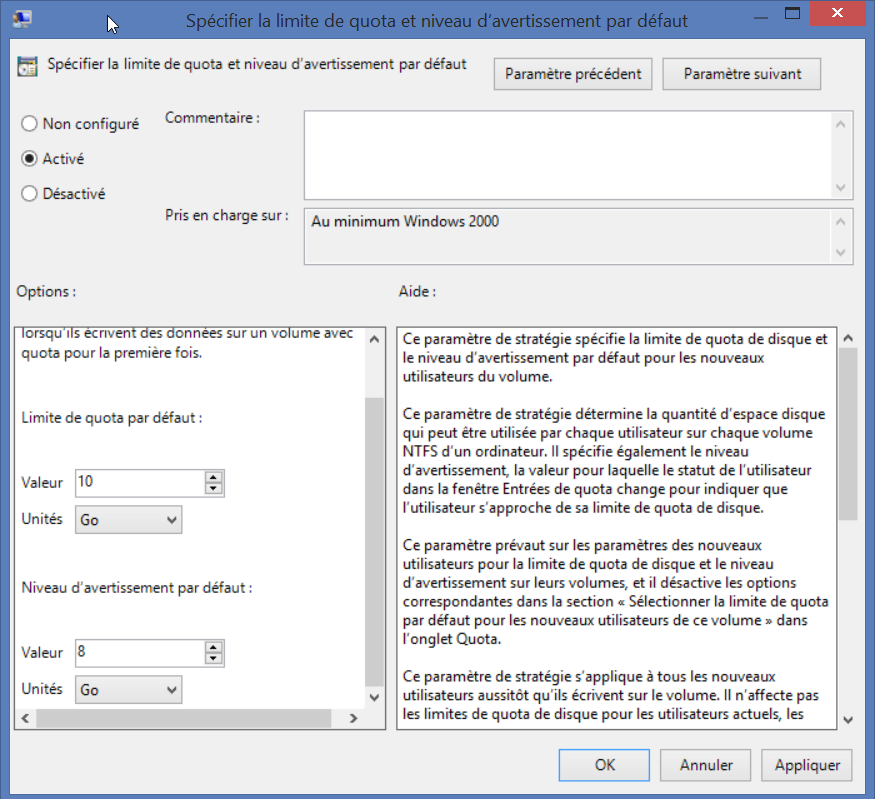 Spécifier la limite de quota et niveau d'avertissement par défaut
Spécifier la limite de quota et niveau d'avertissement par défaut
Paramètre précédent
Paramètre suivant
Non configuré
Activé
Désactivé
Commentaire :
Pris en charge sur :
Au minimum Windows 2000
Options :
Aide :
lorsqu'ils écrivent des données sur un volume avec
quota pour la première fois.
Limite de quota par défaut :
Valeur 10
Unités Go
Niveau d'avertissement par défaut :
Valeur 8
Unités Go
Ce paramètre de stratégie spécifie la limite de quota de disque et
le niveau d'avertissement par défaut pour les nouveaux
utilisateurs du volume.
Ce paramètre de stratégie détermine la quantité d'espace disque
qui peut être utilisée par chaque utilisateur sur chaque volume
NTFS d'un ordinateur. Il spécifie également le niveau
d'avertissement, la valeur pour laquelle le statut de l'utilisateur
dans la fenêtre Entrées de quota change pour indiquer que
l'utilisateur s'approche de sa limite de quota de disque.
Ce paramètre prévaut sur les paramètres des nouveaux
utilisateurs pour la limite de quota de disque et le niveau
d'avertissement sur leurs volumes, et il désactive les options
correspondantes dans la section « Sélectionner la limite de quota
par défaut pour les nouveaux utilisateurs de ce volume » dans
l'onglet Quota.
Ce paramètre de stratégie s'applique à tous les nouveaux
utilisateurs aussitôt qu'ils écrivent sur le volume. Il n'affecte pas
les limites de quota de disque pour les utilisateurs actuels, les
OK
Annuler
Appliquer